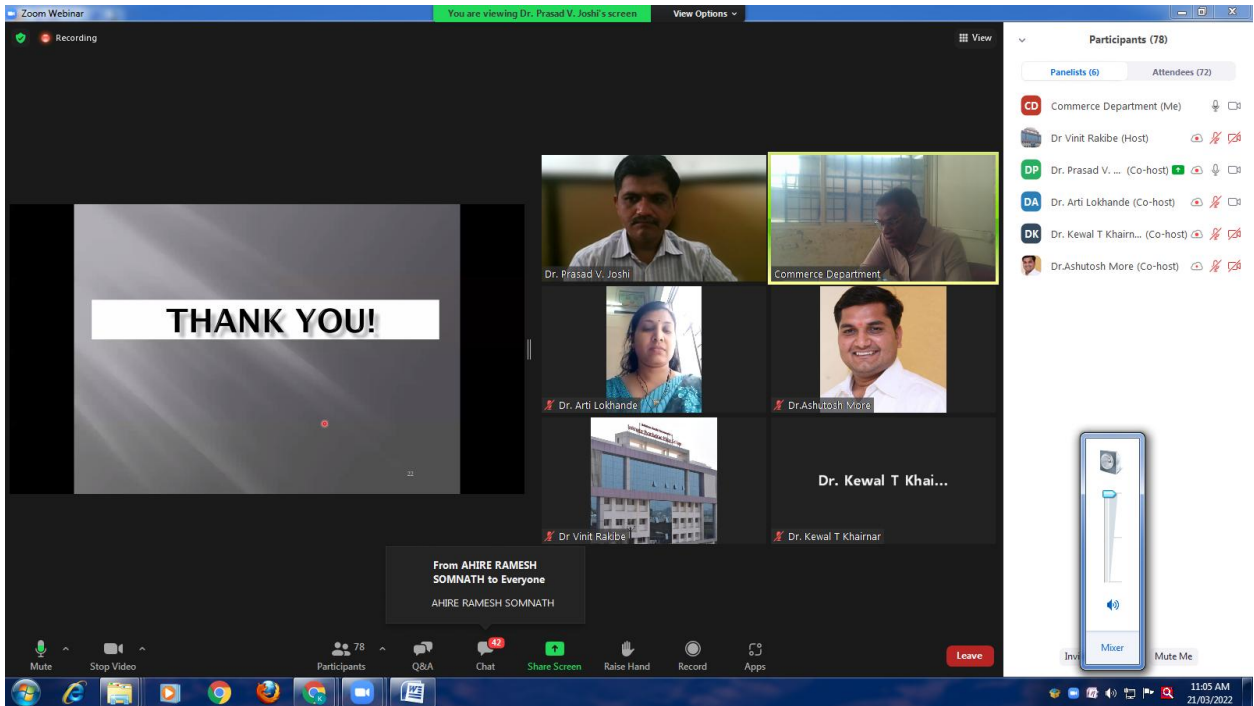 Zoom Webinar
You are viewing Dr. Prasad V. Joshi's screen
View Options
Recording
View
THANK YOU!
22
Dr. Prasad V. Joshi
Commerce Department
Dr. Arti Lokhande
Dr.Ashutosh More
Dr Vinit Rakibe
Dr. Kewal T Khai...
Dr. Kewal T Khairnar
From AHIRE RAMESH
SOMNATH to Everyone
AHIRE RAMESH SOMNATH
Participants (78)
Panelists (6) Attendees (72)
CD Commerce Department (Me)
Dr Vinit Rakibe (Host)
DP Dr. Prasad V. ... (Co-host)
DA Dr. Arti Lokhande (Co-host)
DK Dr. Kewal T Khairn... (Co-host)
Dr.Ashutosh More (Co-host)
Mixer
Invi
Mute Me
Mute
Stop Video
78
Participants
Q&A
42
Chat
Share Screen
Raise Hand
Record
Apps
Leave
11:05 AM
21/03/2022